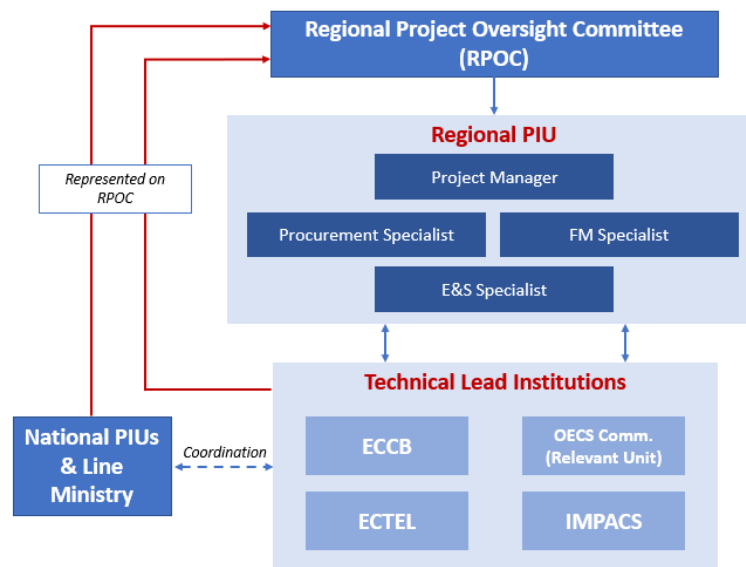 Regional Project Oversight Committee
(RPOC)
Regional PIU
Project Manager
Represented on
RPOC
Procurement Specialist
FM Specialist
E&S Specialist
Technical Lead Institutions
National PIUs
& Line
Ministry
Coordination
ECCB
OECS Comm.
(Relevant Unit)
ECTEL
IMPACS